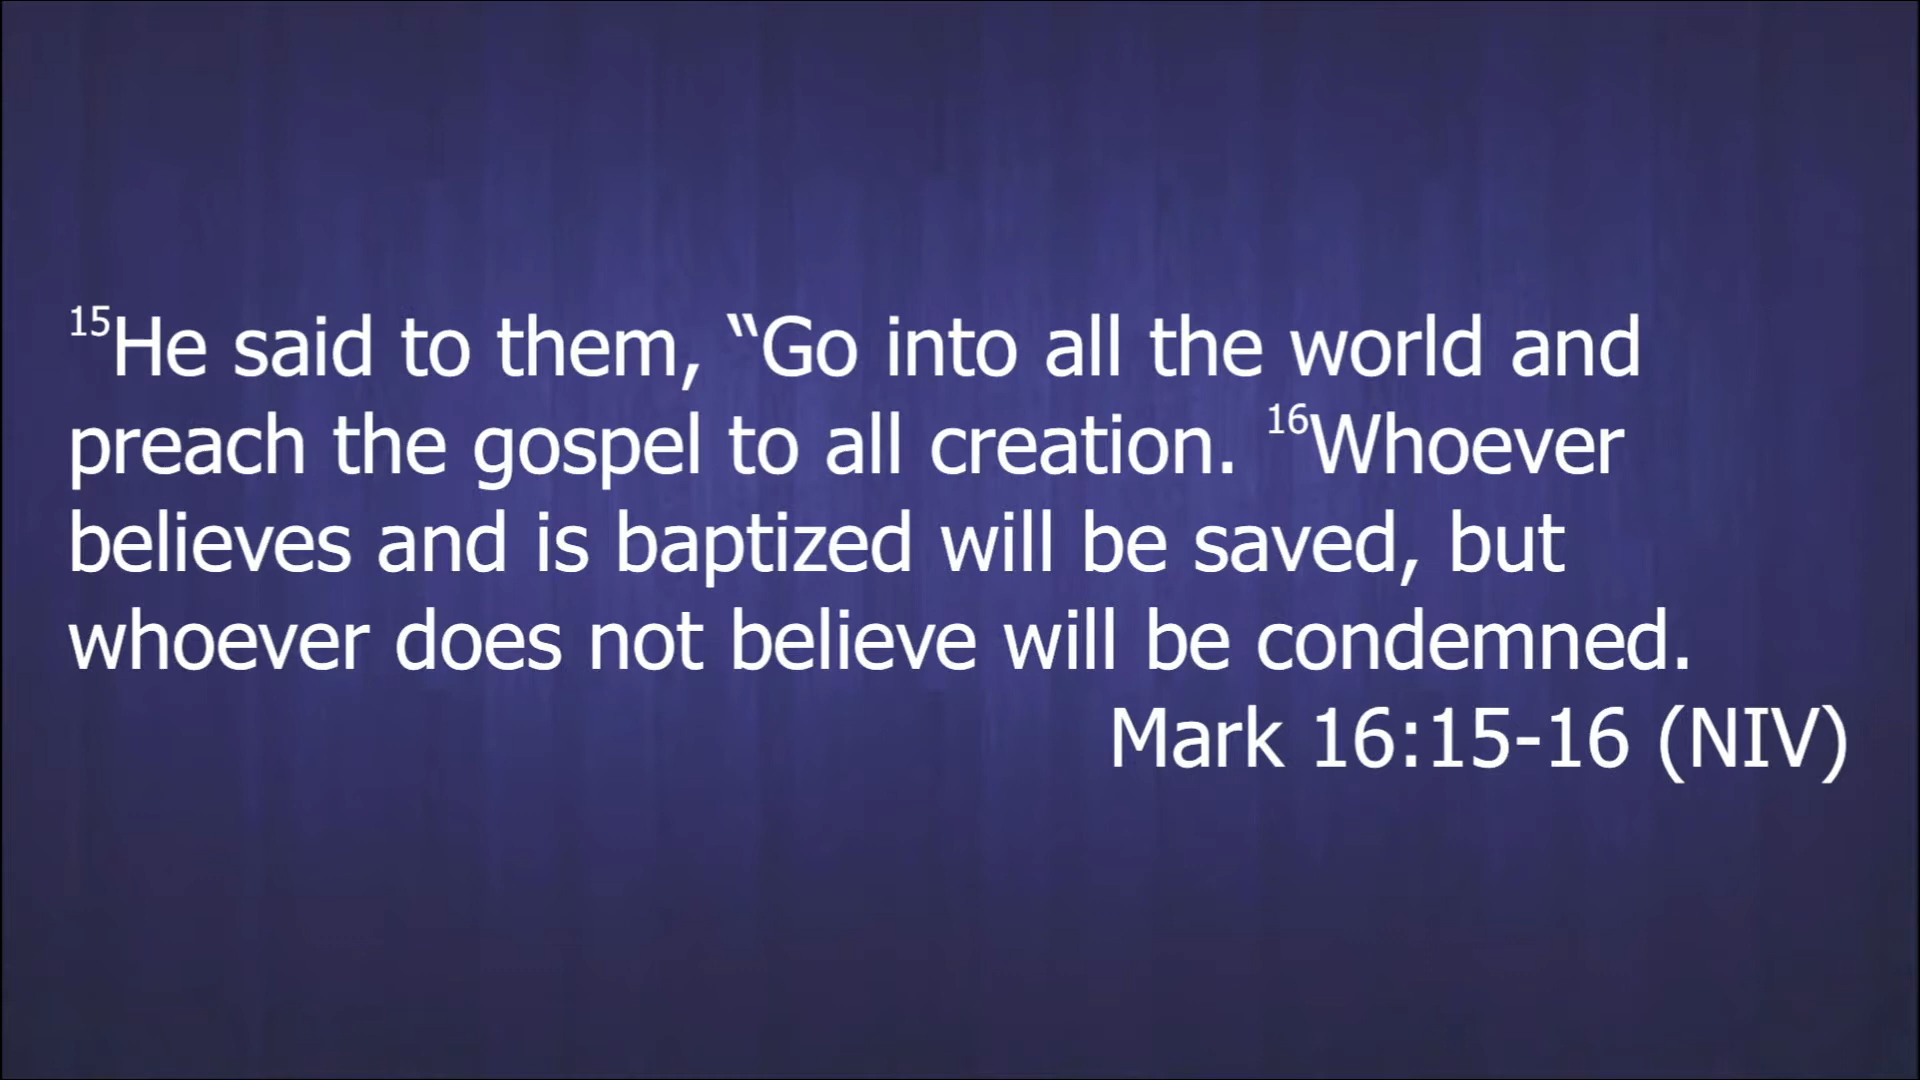 ¹⁵He said to them, “Go into all the world and
preach the gospel to all creation. ¹⁶Whoever
believes and is baptized will be saved, but
whoever does not believe will be condemned.
Mark 16:15-16 (NIV)